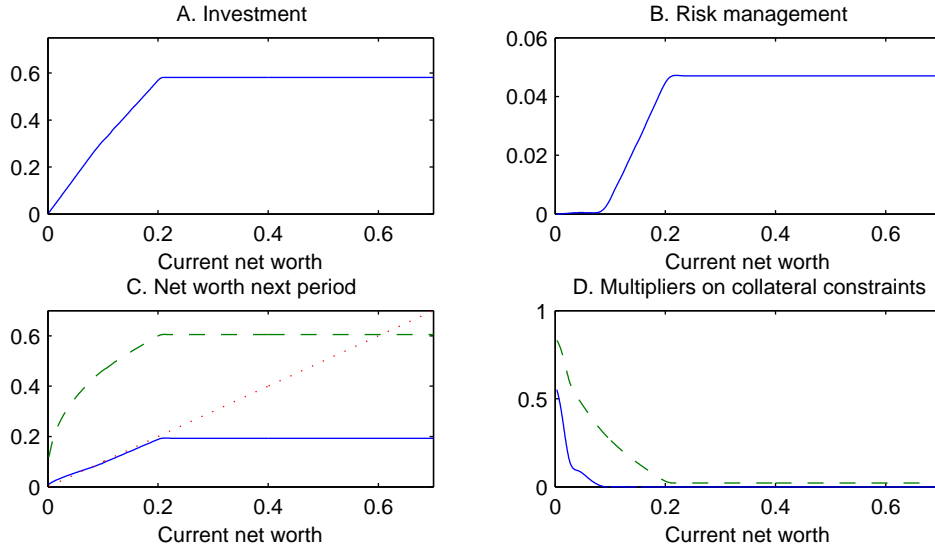 A. Investment
0.6
0.4
0.2
0
0 0.2 0.4 0.6
Current net worth
B. Risk management
0.06
0.04
0.02
0
0 0.2 0.4 0.6
Current net worth
C. Net worth next period
0.6
0.4
0.2
0
0 0.2 0.4 0.6
Current net worth
D. Multipliers on collateral constraints
1
0.5
0
0 0.2 0.4 0.6
Current net worth